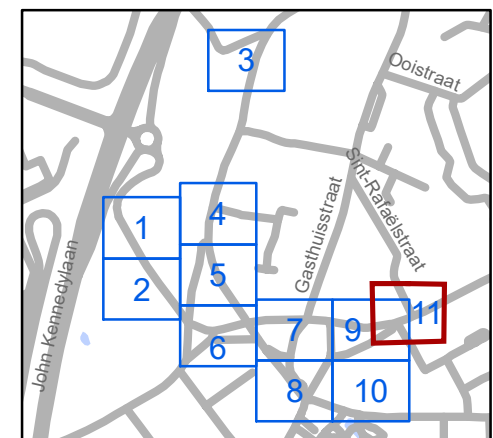 3
Ooistraat
Sint-Rafaëlstraat
Gasthuisstraat
4
1
5
2
John Kennedylaan
11
7
9
6
8
10